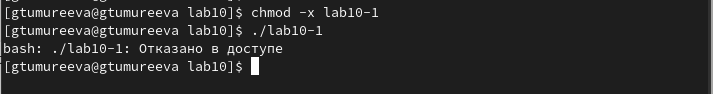 [gtumureeva@gtumureeva lab10]$ chmod -x lab10-1
[gtumureeva@gtumureeva lab10]$ ./lab10-1
bash: ./lab10-1: Отказано в доступе
[gtumureeva@gtumureeva lab10]$